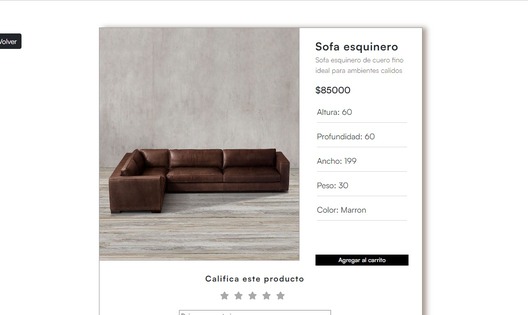 Volver
Sofa esquinero
Sofa esquinero de cuero fino
ideal para ambientes calidos
$85000
Altura: 60
Profundidad: 60
Ancho: 199
Peso: 30
Color: Marron
Agregar al carrito
Califica este producto